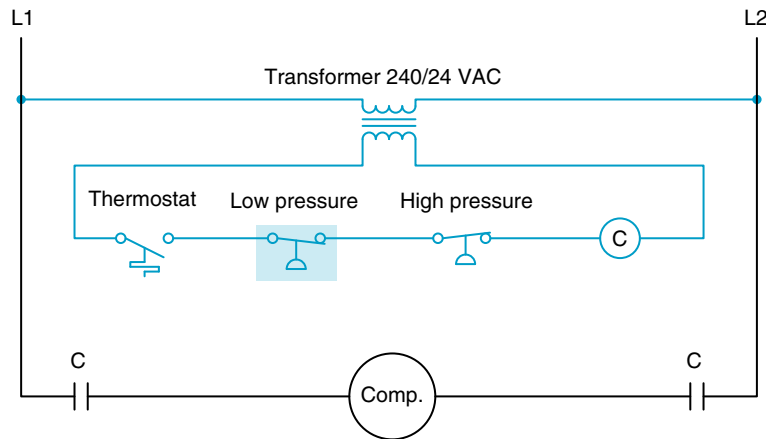 L1
L2
Transformer 240/24 VAC
Thermostat
Low pressure
High pressure
C
C
C
Comp.